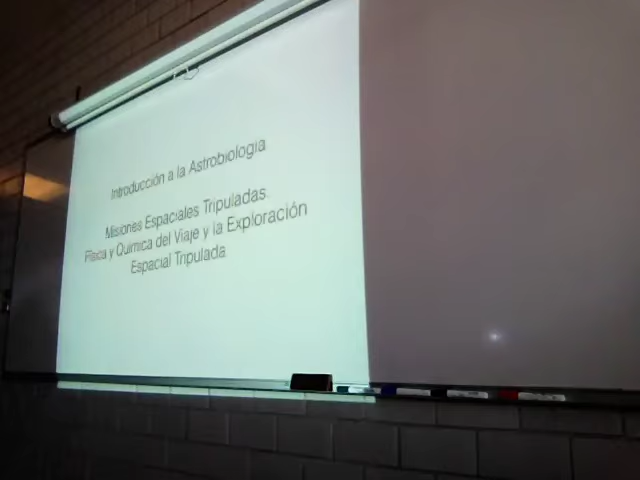 Introducción a la Astrobiología
Misiones Espaciales Tripuladas.
Física y Química del Viaje y la Exploración
Espacial Tripulada